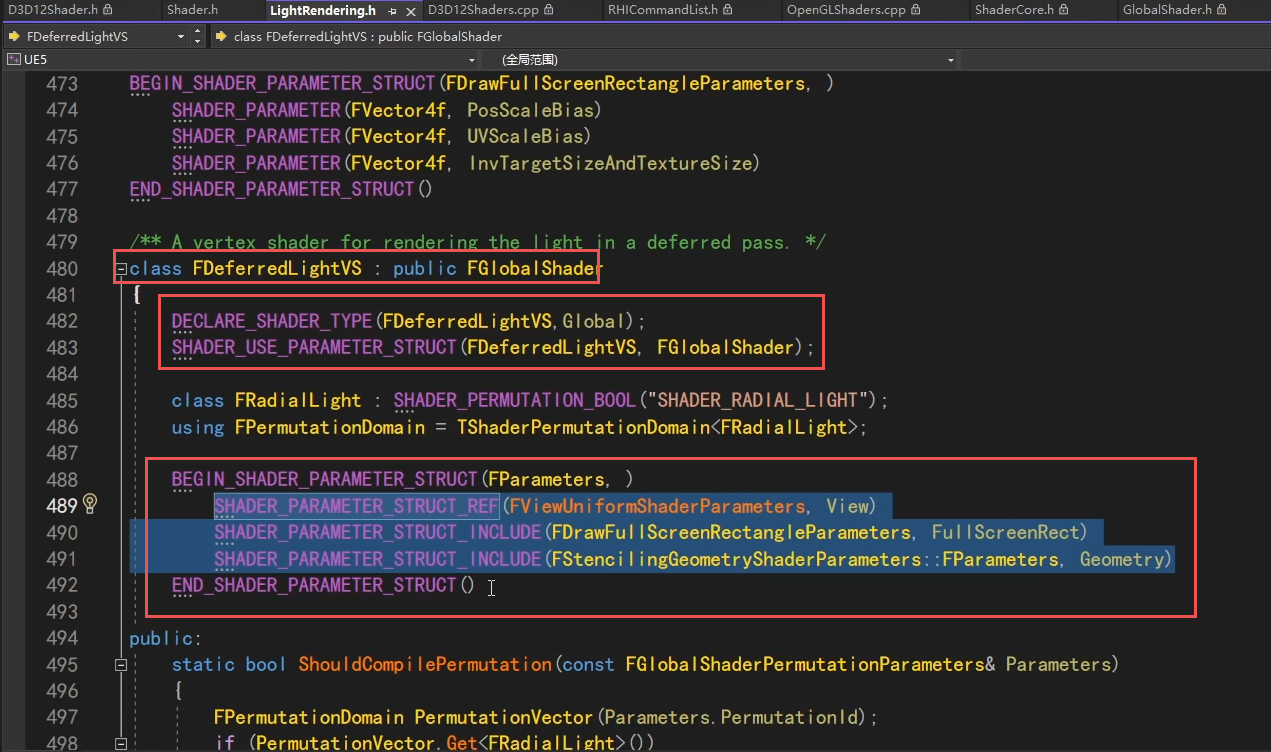 D3D12Shader.h Shader.h LightRendering.h D3D12Shaders.cpp RHICommandList.h OpenGLShaders.cpp ShaderCore.h GlobalShader.h
FDeferredLightVS class FDeferredLightVS : public FGlobalShader
UE5 (全局范围)
473 BEGIN_SHADER_PARAMETER_STRUCT(FDrawFullScreenRectangleParameters, )
474 SHADER_PARAMETER(FVector4f, PosScaleBias)
475 SHADER_PARAMETER(FVector4f, UVScaleBias)
476 SHADER_PARAMETER(FVector4f, InvTargetSizeAndTextureSize)
477 END_SHADER_PARAMETER_STRUCT()
478
479 /** A vertex shader for rendering the light in a deferred pass. */
480 class FDeferredLightVS : public FGlobalShader
481 {
482 DECLARE_SHADER_TYPE(FDeferredLightVS,Global);
483 SHADER_USE_PARAMETER_STRUCT(FDeferredLightVS, FGlobalShader);
484
485 class FRadialLight : SHADER_PERMUTATION_BOOL("SHADER_RADIAL_LIGHT");
486 using FPermutationDomain = TShaderPermutationDomain<FRadialLight>;
487
488 BEGIN_SHADER_PARAMETER_STRUCT(FParameters, )
489 SHADER_PARAMETER_STRUCT_REF(FViewUniformShaderParameters, View)
490 SHADER_PARAMETER_STRUCT_INCLUDE(FDrawFullScreenRectangleParameters, FullScreenRect)
491 SHADER_PARAMETER_STRUCT_INCLUDE(FStencilingGeometryShaderParameters::FParameters, Geometry)
492 END_SHADER_PARAMETER_STRUCT()
493
494 public:
495 static bool ShouldCompilePermutation(const FGlobalShaderPermutationParameters& Parameters)
496 {
497 FPermutationDomain PermutationVector(Parameters.PermutationId);
498 if (PermutationVector.Get<FRadialLight>())